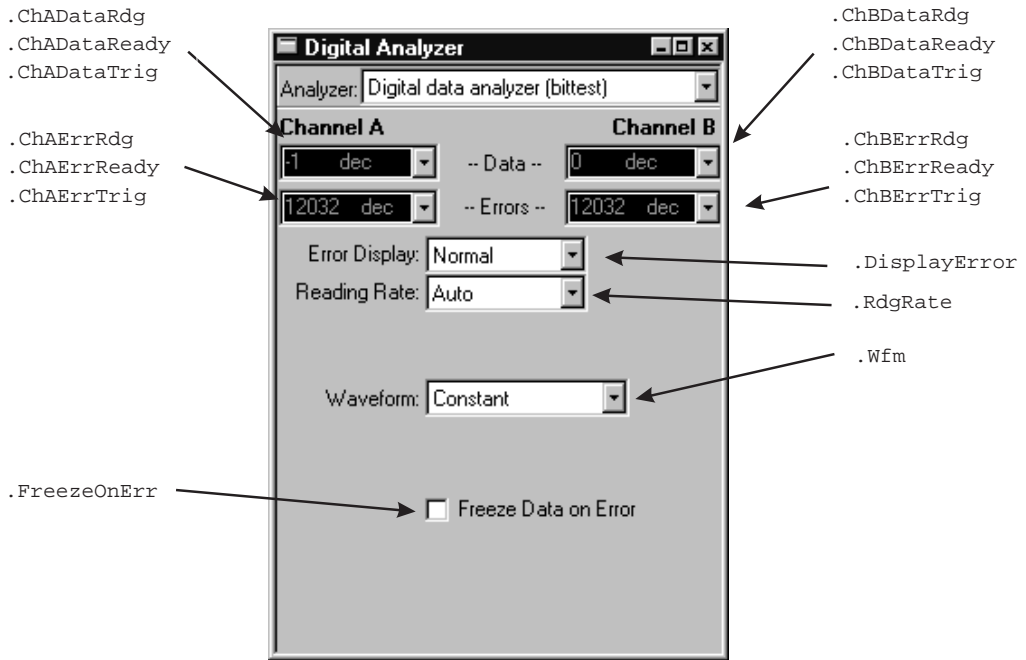 .ChADataRdg
.ChADataReady
.ChADataTrig
.ChBDataRdg
.ChBDataReady
.ChBDataTrig
Digital Analyzer
Analyzer: Digital data analyzer (bittest)
Channel A Channel B
-1 dec -- Data -- 0 dec
12032 dec -- Errors -- 12032 dec
.ChAErrRdg
.ChAErrReady
.ChAErrTrig
.ChBErrRdg
.ChBErrReady
.ChBErrTrig
Error Display: Normal
.DisplayError
Reading Rate: Auto
.RdgRate
.Wfm
Waveform: Constant
.FreezeOnErr
Freeze Data on Error